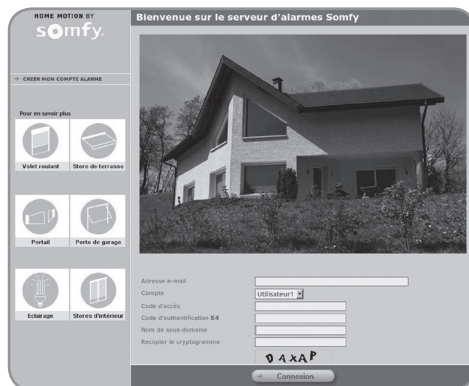 HOME MOTION BY
somfy.
Bienvenue sur le serveur d'alarmes Somfy
CREER MON COMPTE ALARME
Pour en savoir plus
Volet roulant
Store de terrasse
Portail
Porte de garage
Eclairage
Stores d'intérieur
Adresse e-mail
Compte
Utilisateur1
Code d'accès
Code d'authentification E4
Nom de sous-domaine
Recopier le cryptogramme
DAXAP
Connexion